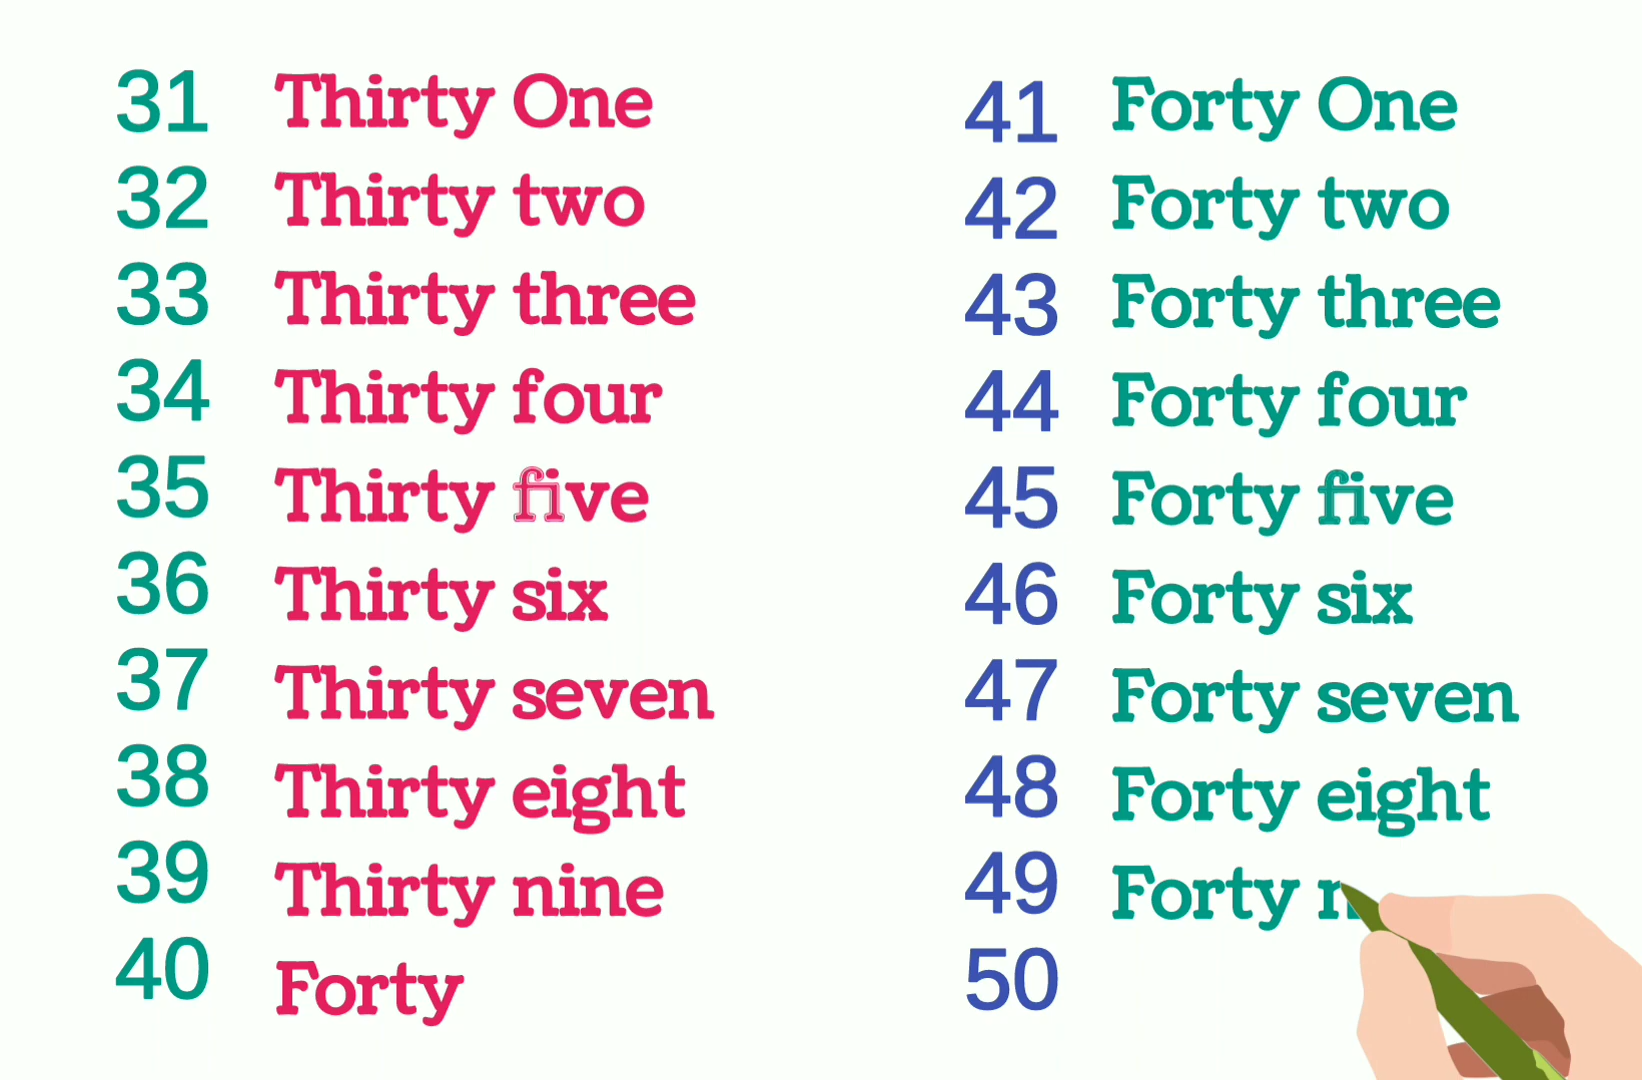 31 Thirty One
32 Thirty two
33 Thirty three
34 Thirty four
35 Thirty five
36 Thirty six
37 Thirty seven
38 Thirty eight
39 Thirty nine
40 Forty
41 Forty One
42 Forty two
43 Forty three
44 Forty four
45 Forty five
46 Forty six
47 Forty seven
48 Forty eight
49 Forty
50